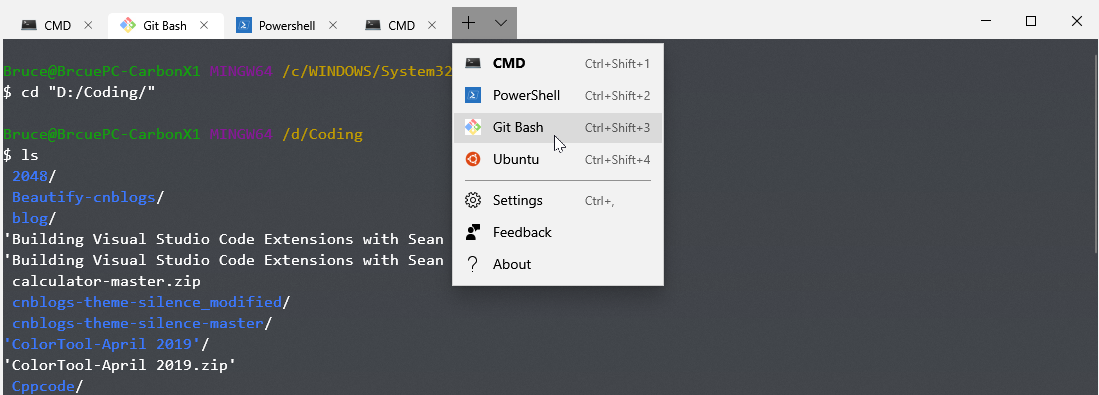 CMD
Git Bash
Powershell
CMD
Bruce@BrcuePC-CarbonX1 MINGW64 /c/WINDOWS/System32
$ cd "D:/Coding/"
Bruce@BrcuePC-CarbonX1 MINGW64 /d/Coding
$ ls
2048/
Beautify-cnblogs/
blog/
'Building Visual Studio Code Extensions with Sean
'Building Visual Studio Code Extensions with Sean
calculator-master.zip
cnblogs-theme-silence_modified/
cnblogs-theme-silence-master/
'ColorTool-April 2019'/
'ColorTool-April 2019.zip'
Cppcode/
CMD Ctrl+Shift+1
PowerShell Ctrl+Shift+2
Git Bash Ctrl+Shift+3
Ubuntu Ctrl+Shift+4
Settings Ctrl+,
Feedback
? About